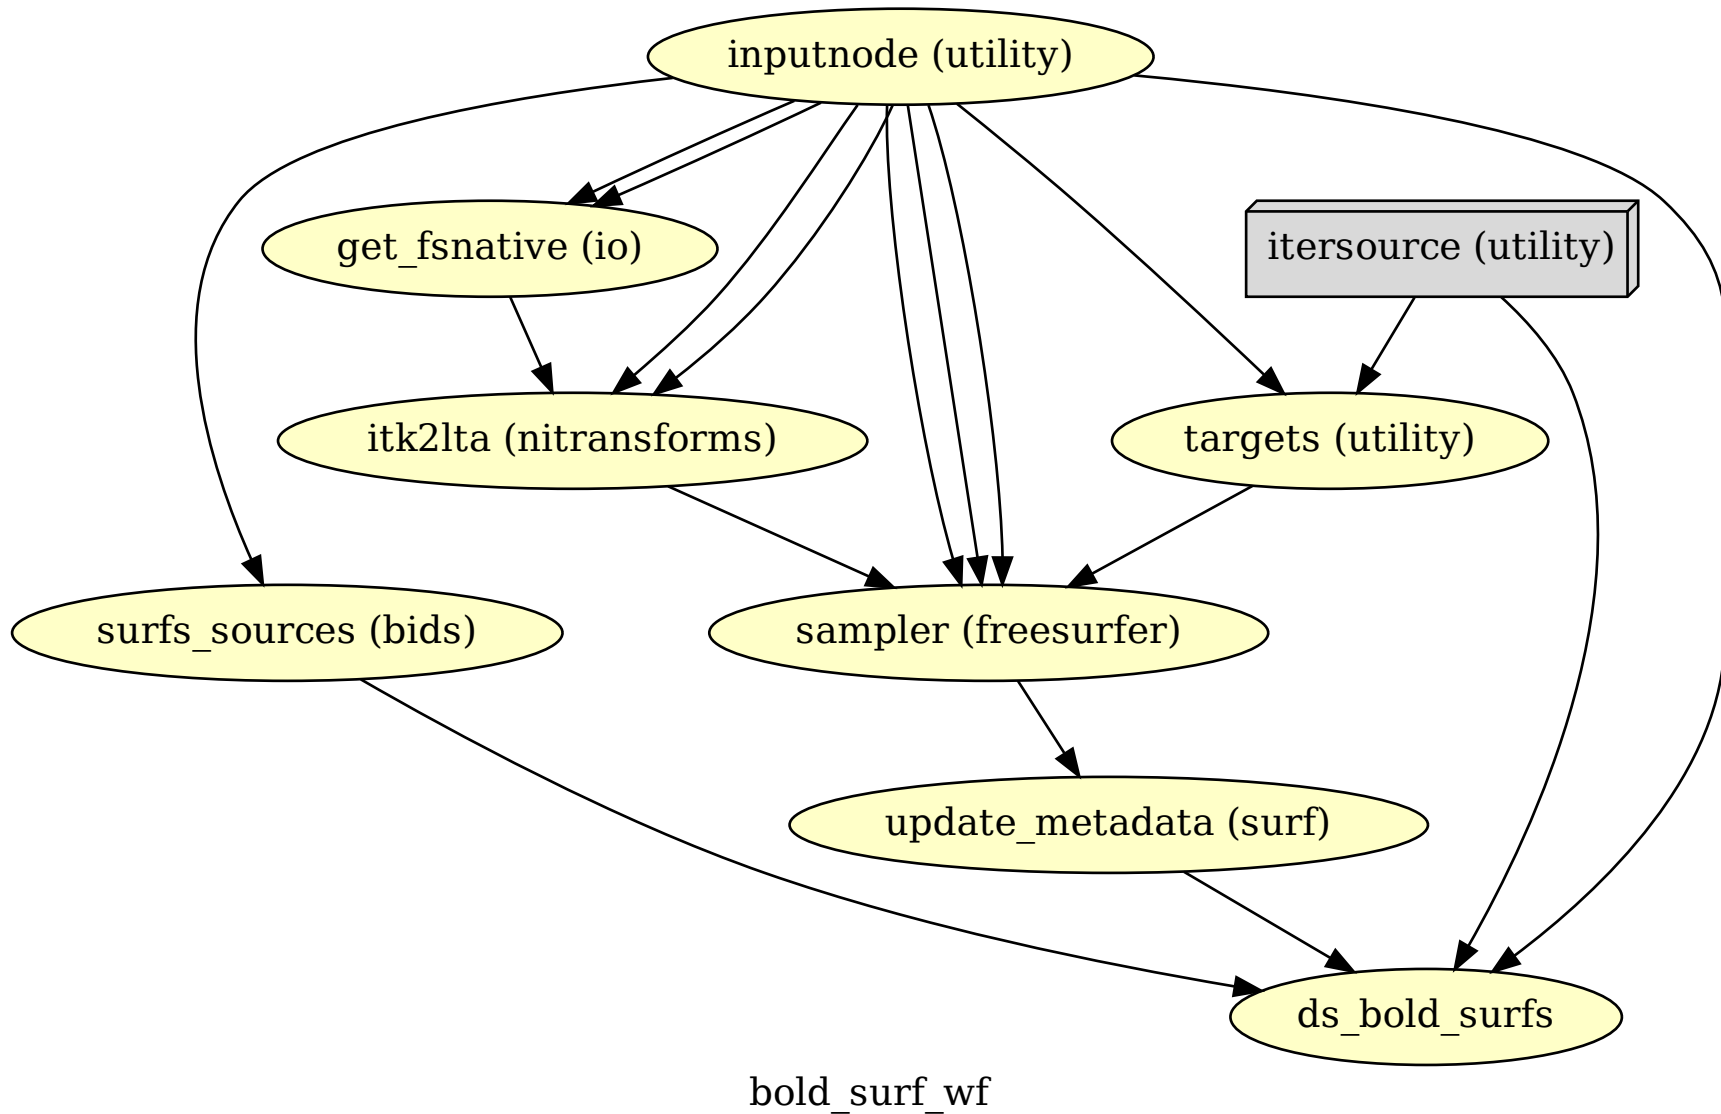 inputnode (utility)
get_fsnative (io)
itersource (utility)
itk2lta (nitransforms)
targets (utility)
surfs_sources (bids)
sampler (freesurfer)
update_metadata (surf)
ds_bold_surfs
bold_surf_wf